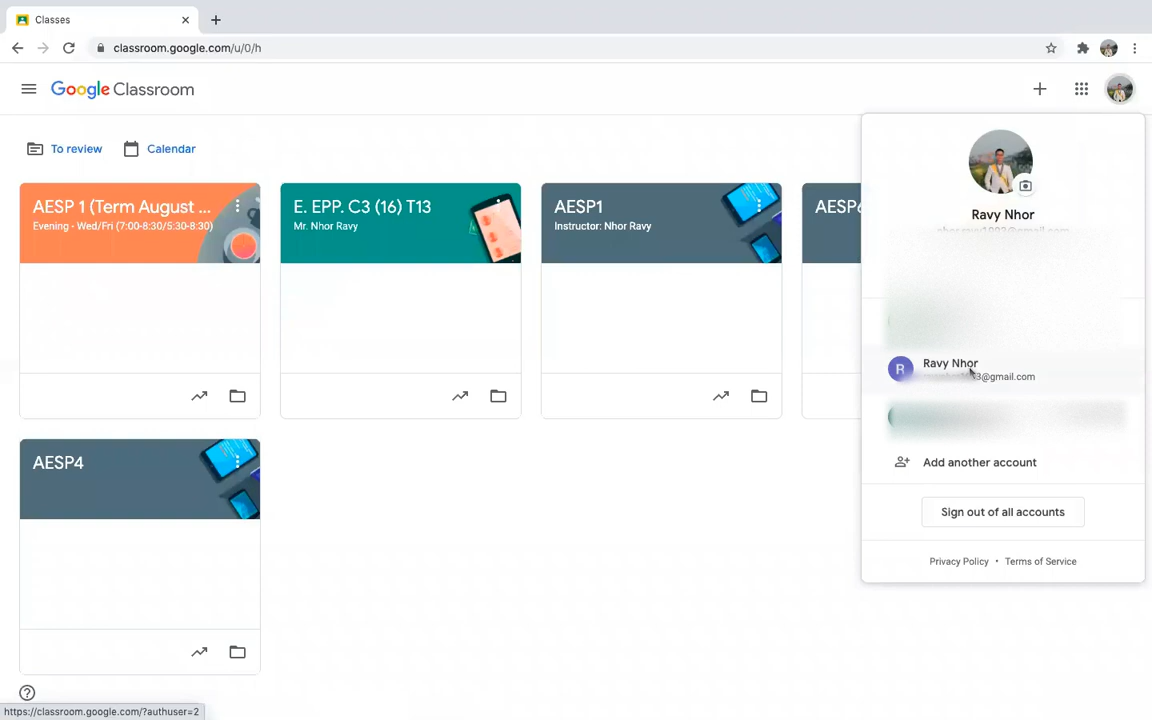 Classes
classroom.google.com/u/0/h
Google Classroom
To review
Calendar
AESP 1 (Term August ...
Evening - Wed/Fri (7:00-8:30/5:30-8:30)
E. EPP. C3 (16) T13
Mr. Nhor Ravy
AESP1
Instructor: Nhor Ravy
AESP6
AESP4
Ravy Nhor
Ravy Nhor
@gmail.com
R
Add another account
Sign out of all accounts
Privacy Policy • Terms of Service
https://classroom.google.com/?authuser=2